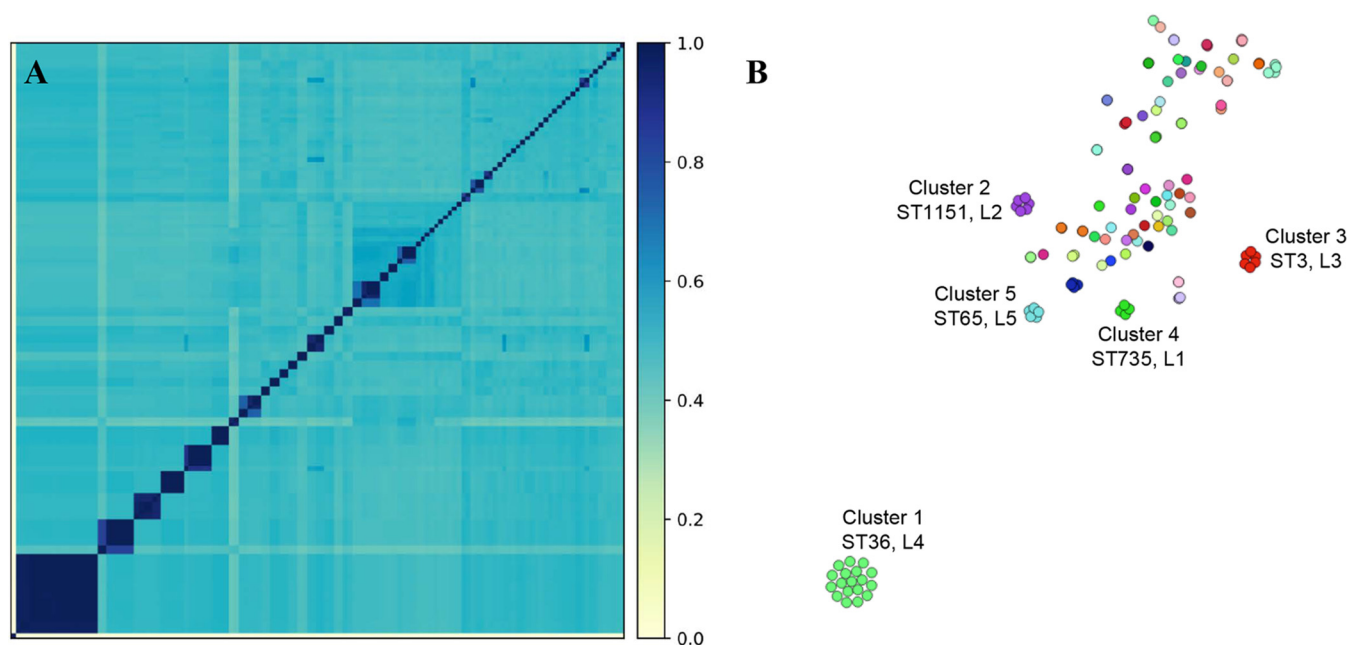 A
1.0
0.8
0.6
0.4
0.2
0.0
B
Cluster 2
ST1151, L2
Cluster 3
ST3, L3
Cluster 5
ST65, L5
Cluster 4
ST735, L1
Cluster 1
ST36, L4